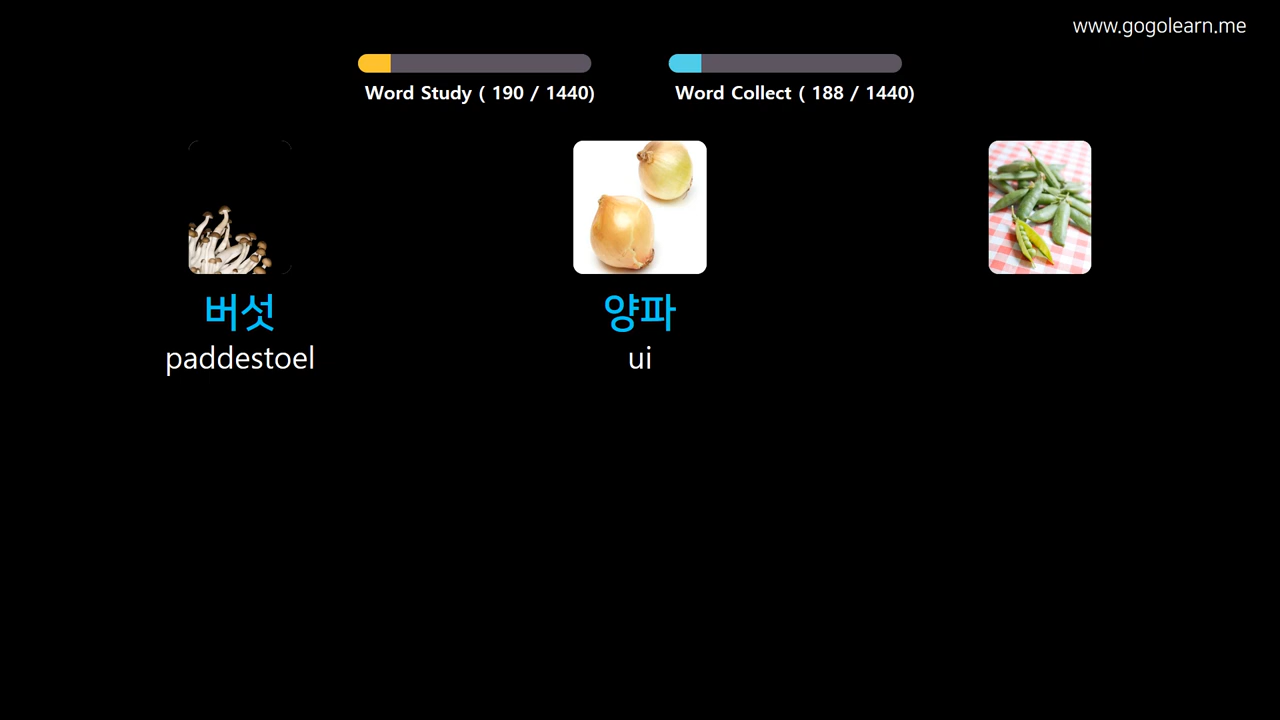 www.gogolearn.me
Word Study ( 190 / 1440)
Word Collect ( 188 / 1440)
버섯
paddestoel
양파
ui